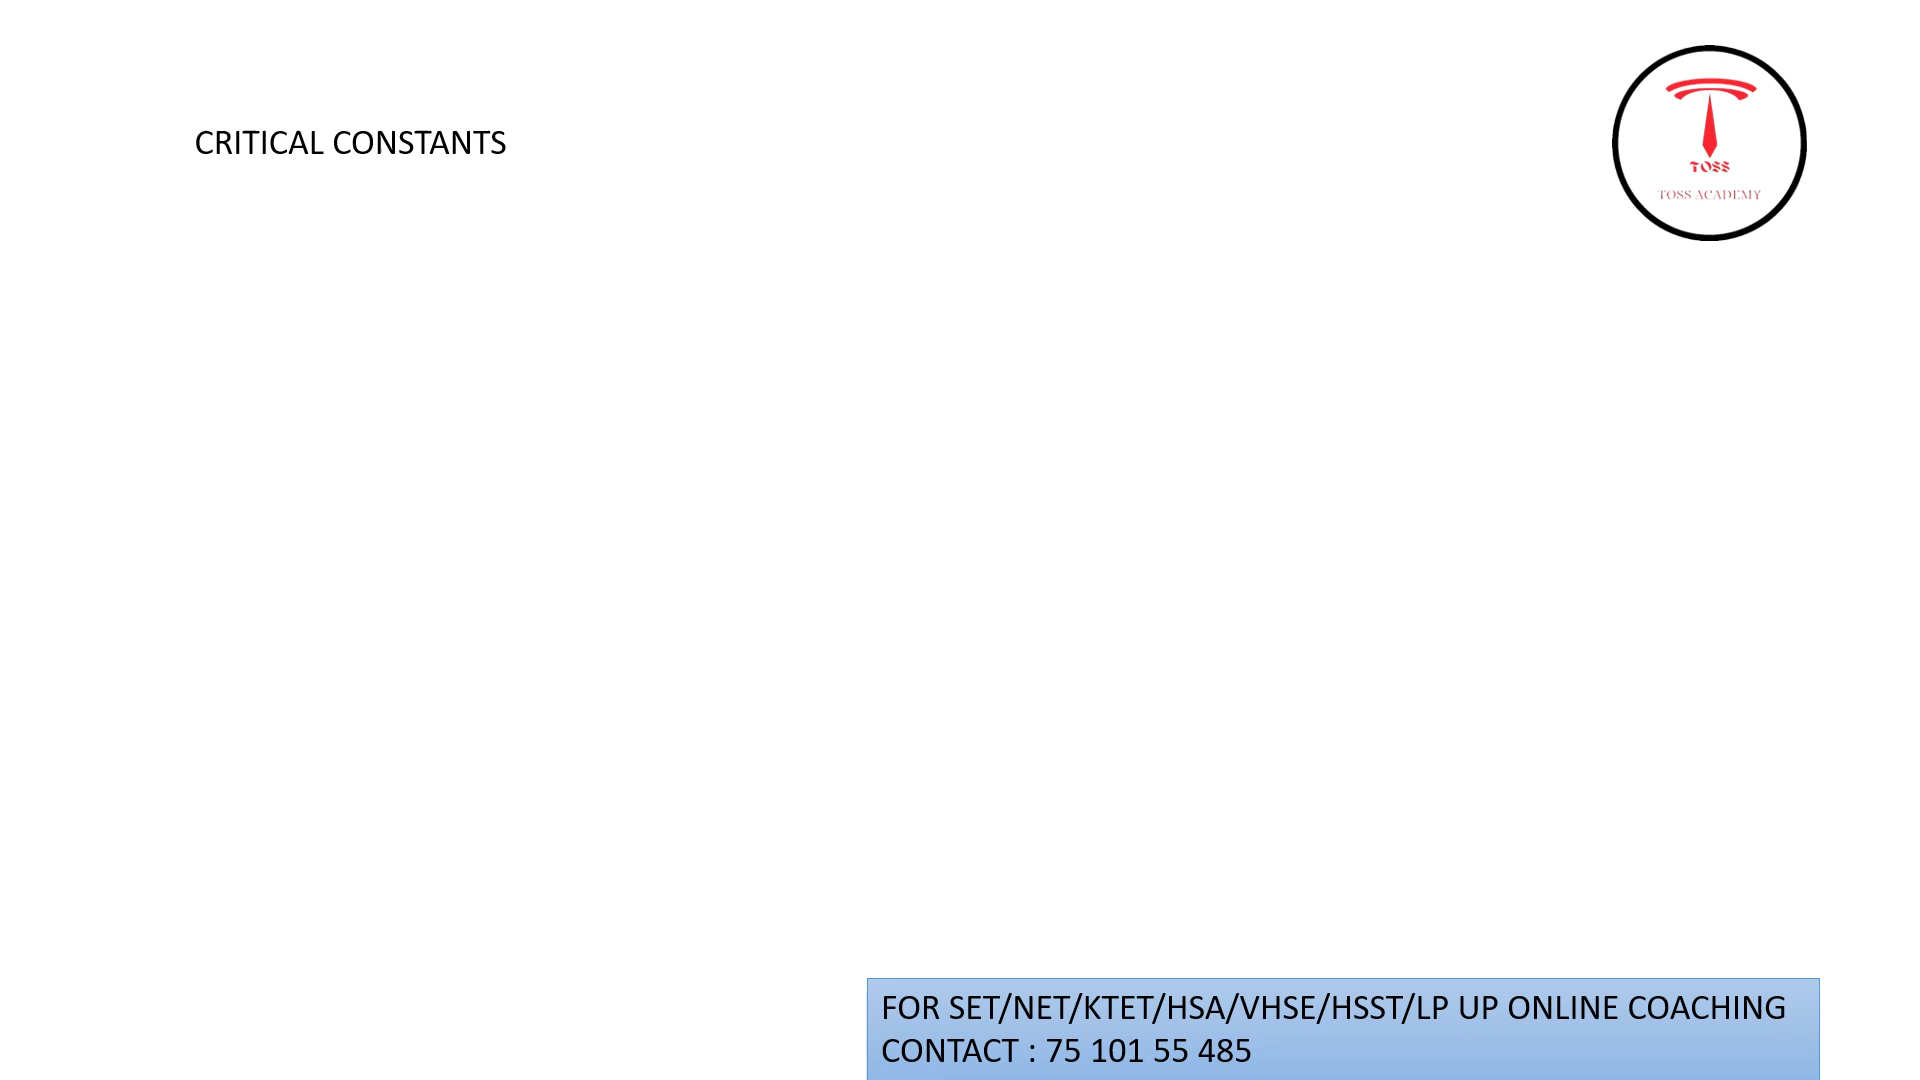 CRITICAL CONSTANTS
TOSS
TOSS ACADEMY
FOR SET/NET/KTET/HSA/VHSE/HSST/LP UP ONLINE COACHING
CONTACT : 75 101 55 485